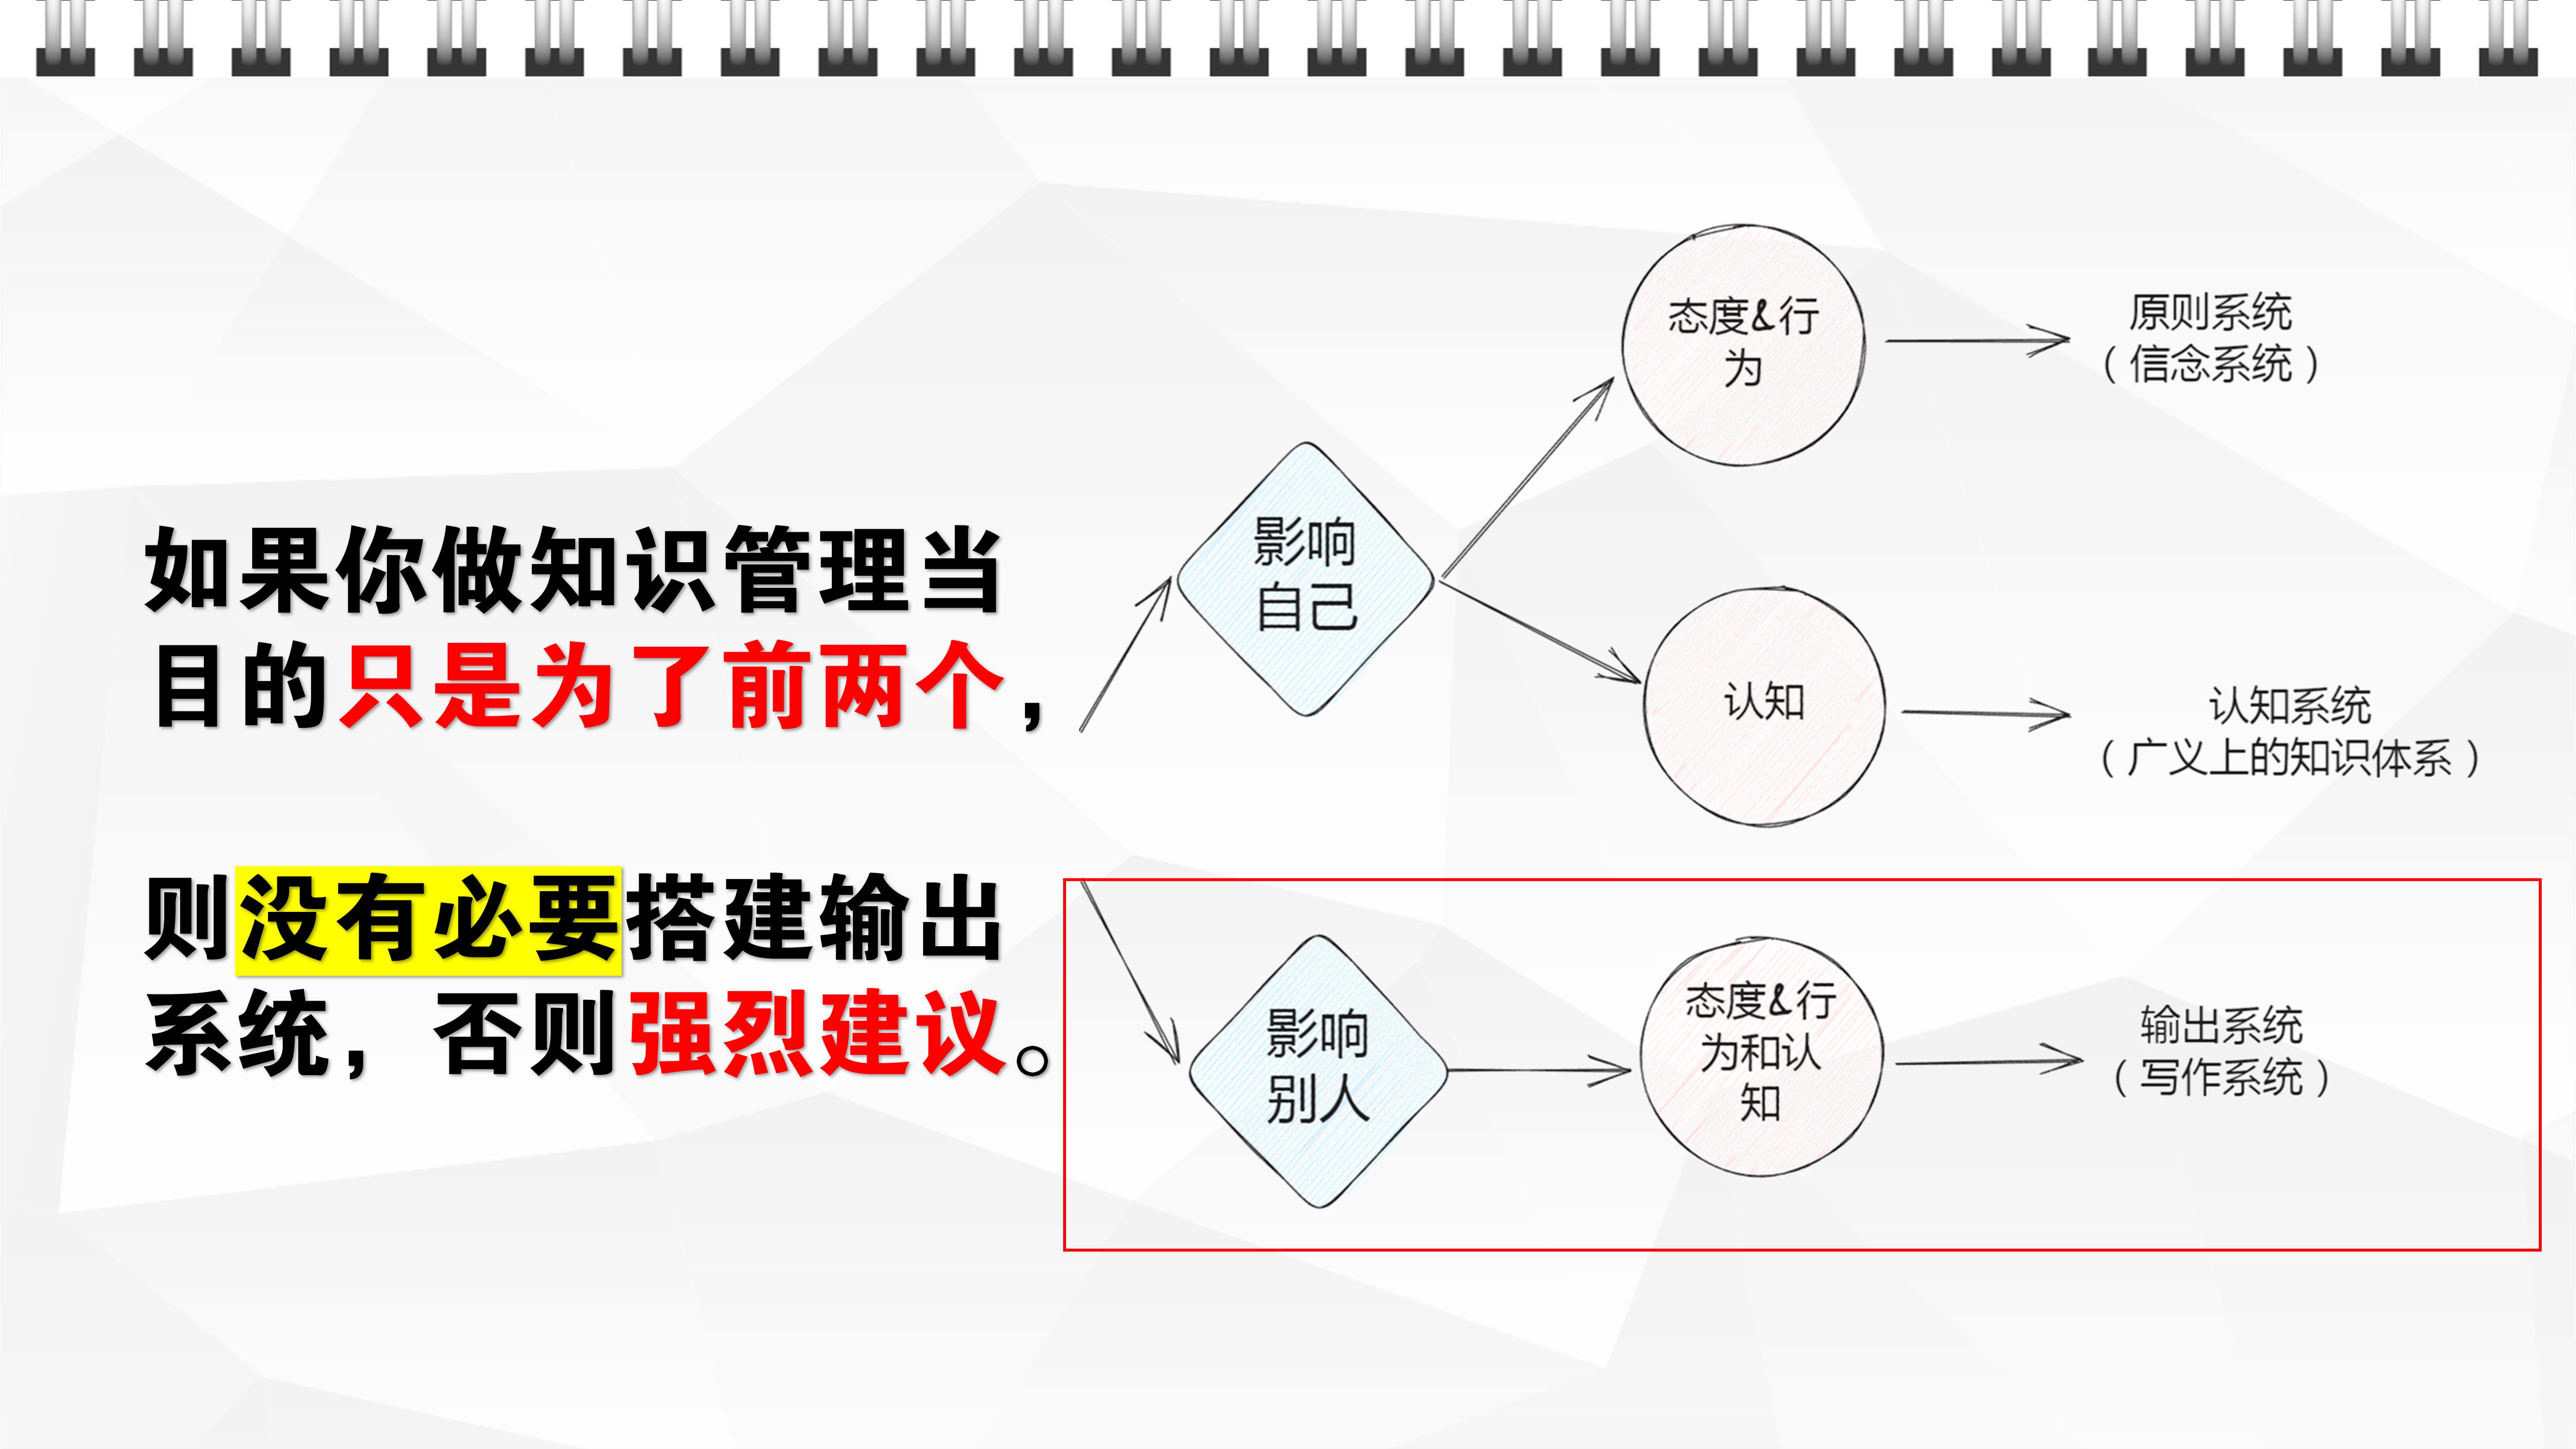 如果你做知识管理当
目的只是为了前两个，
则没有必要搭建输出
系统，否则强烈建议。
影响
自己
态度&行
为
原则系统
（信念系统）
认知
认知系统
（广义上的知识体系）
影响
别人
态度&行
为和认
知
输出系统
（写作系统）